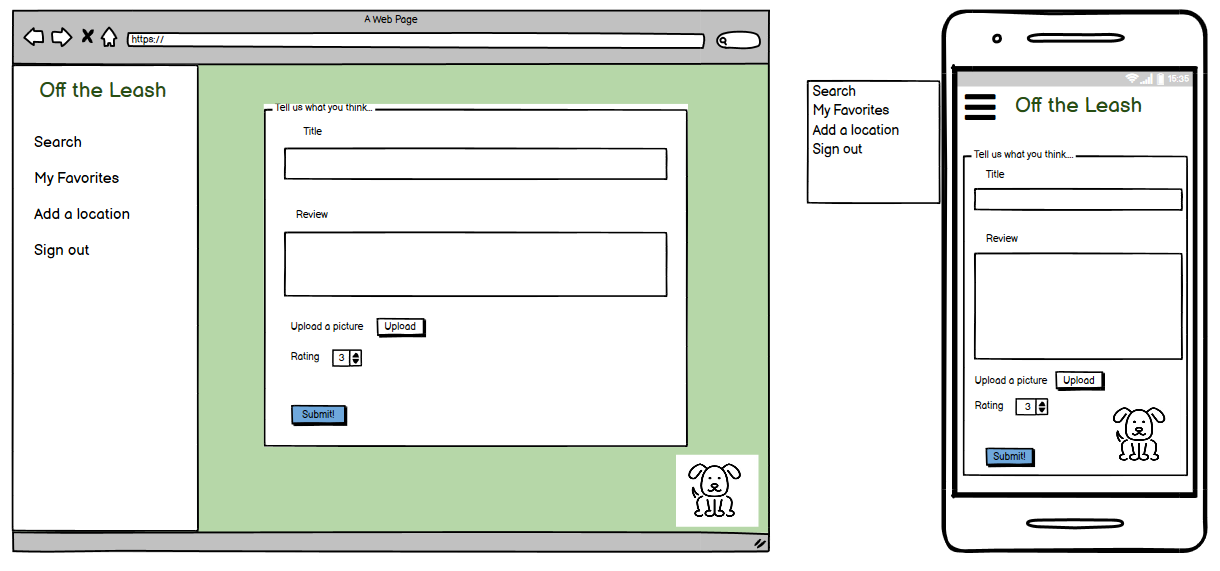 A Web Page
https://
Off the Leash
Search
My Favorites
Add a location
Sign out
Tell us what you think...
Title
Review
Upload a picture Upload
Rating 3
Submit!
Search
My Favorites
Add a location
Sign out
15:35
Off the Leash
Tell us what you think...
Title
Review
Upload a picture Upload
Rating 3
Submit!